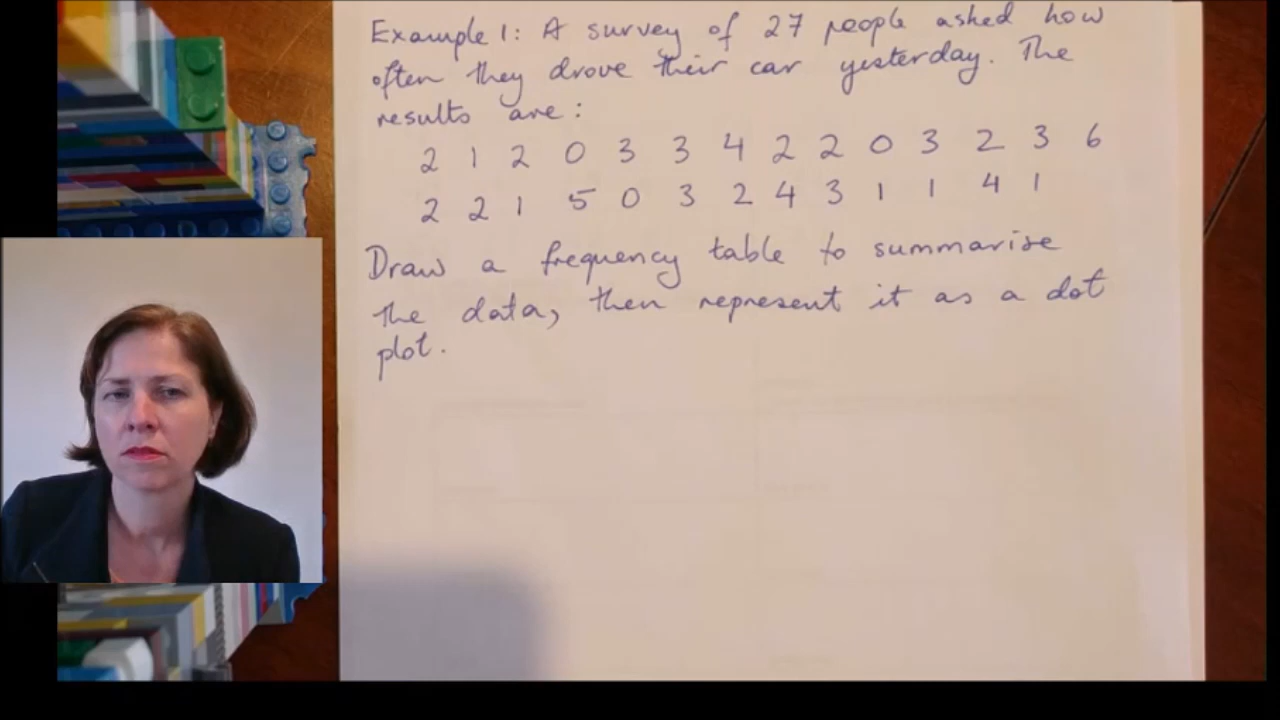 Example 1: A survey of 27 people asked how
often they drove their car yesterday. The
results are:
2 1 2 0 3 3 4 2 2 0 3 2 3 6
2 2 1 5 0 3 2 4 3 1 1 4 1
Draw a frequency table to summarise
the data, then represent it as a dot
plot.